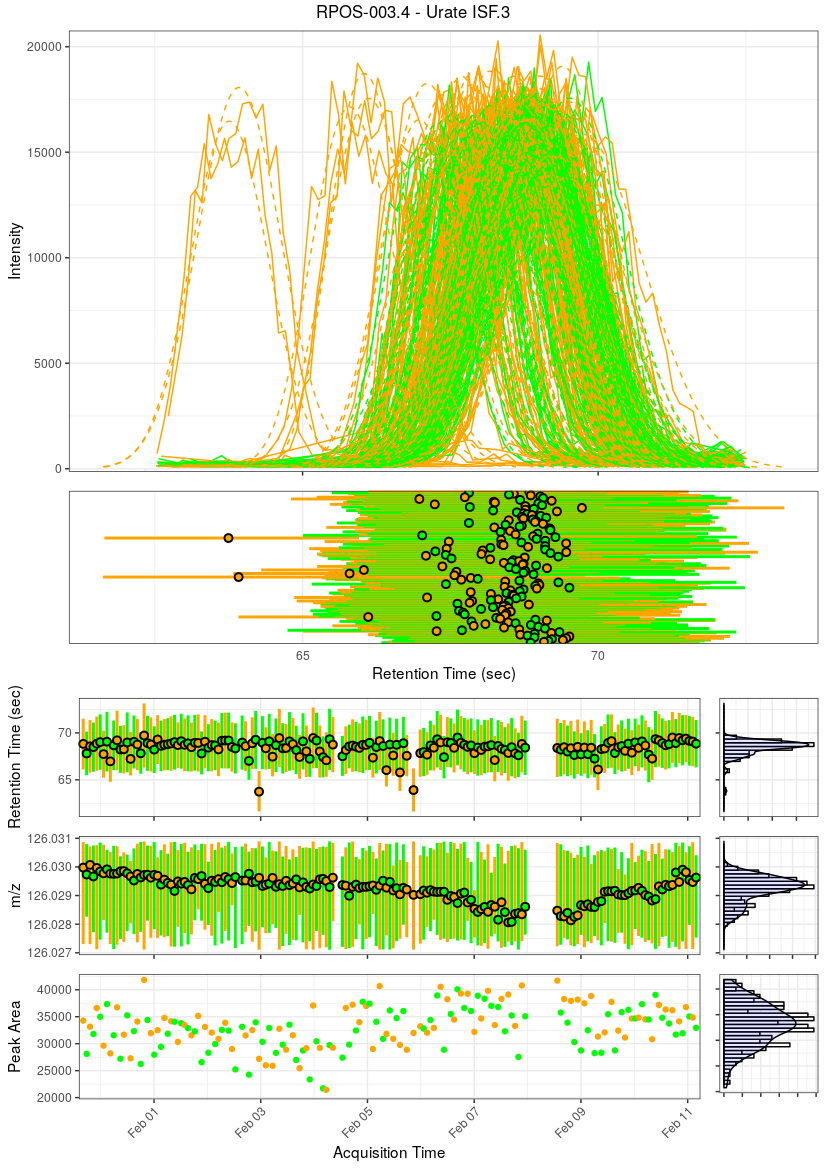 RPOS-003.4 - Urate ISF.3
Intensity
20000
15000
10000
5000
0
65
70
Retention Time (sec)
Retention Time (sec)
70
65
m/z
126.031
126.030
126.029
126.028
126.027
Peak Area
40000
35000
30000
25000
20000
Feb 01
Feb 03
Feb 05
Feb 07
Feb 09
Feb 11
Acquisition Time